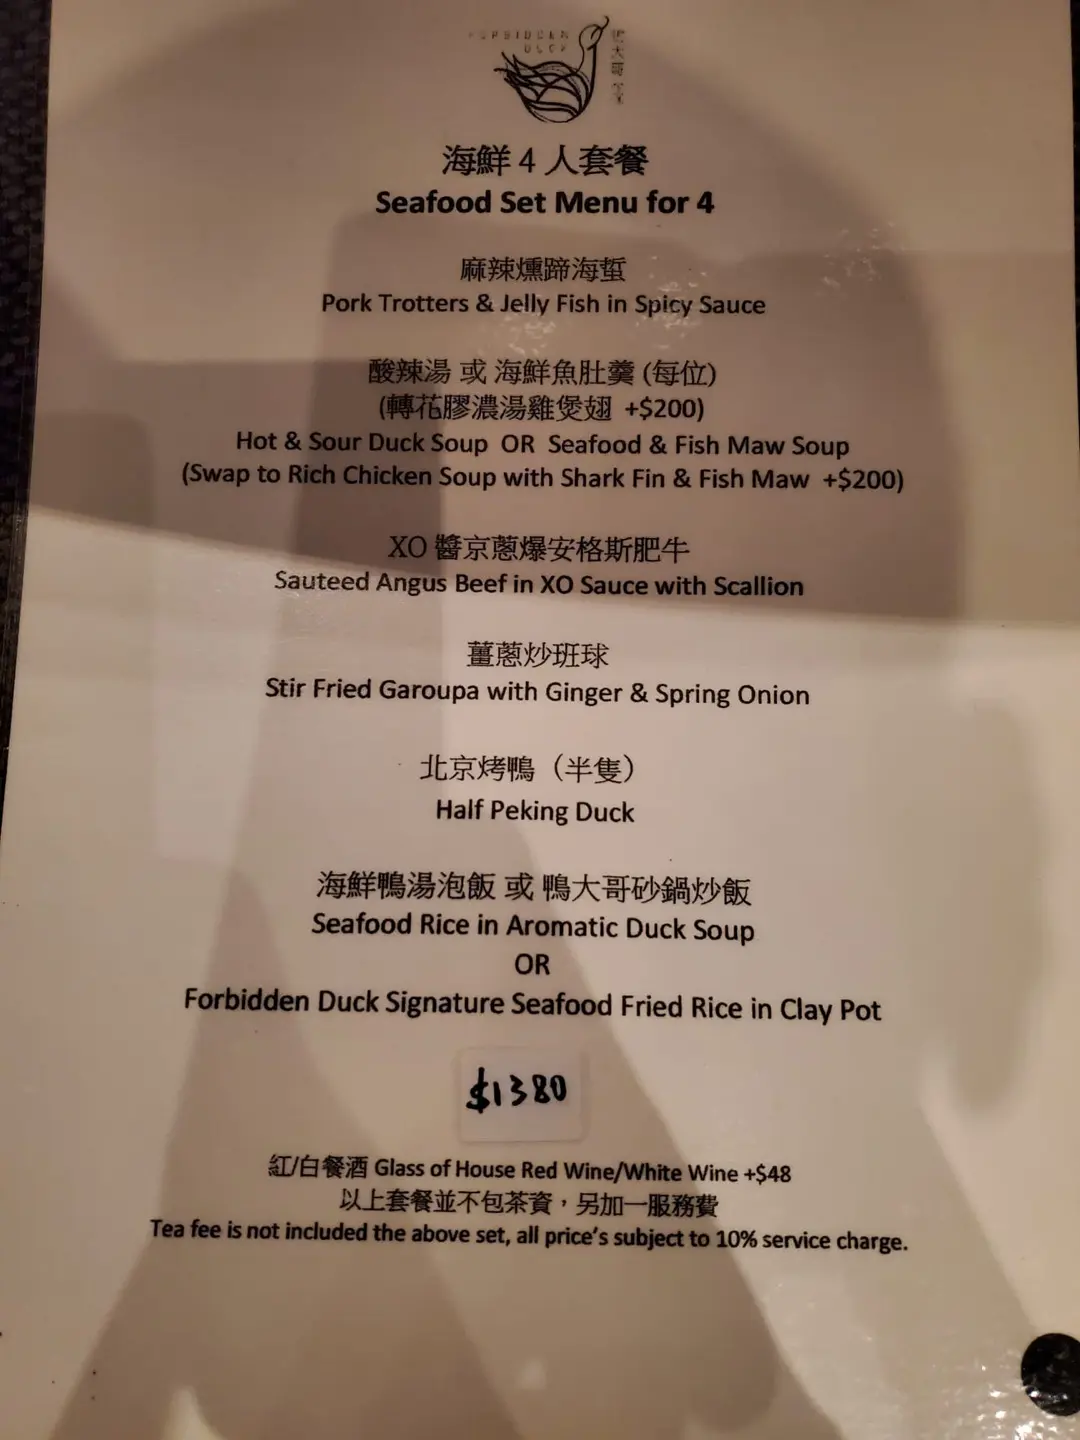 FORBIDDEN
DUCK
鴨大哥
海鮮 4 人套餐
Seafood Set Menu for 4
麻辣燻蹄海蜇
Pork Trotters & Jelly Fish in Spicy Sauce
酸辣湯 或 海鮮魚肚羹 (每位)
(轉花膠濃湯雞煲翅 +$200)
Hot & Sour Duck Soup OR Seafood & Fish Maw Soup
(Swap to Rich Chicken Soup with Shark Fin & Fish Maw +$200)
XO 醬京蔥爆安格斯肥牛
Sauteed Angus Beef in XO Sauce with Scallion
薑蔥炒班球
Stir Fried Garoupa with Ginger & Spring Onion
北京烤鴨（半隻）
Half Peking Duck
海鮮鴨湯泡飯 或 鴨大哥砂鍋炒飯
Seafood Rice in Aromatic Duck Soup
OR
Forbidden Duck Signature Seafood Fried Rice in Clay Pot
$1380
紅/白餐酒 Glass of House Red Wine/White Wine +$48
以上套餐並不包茶資，另加一服務費
Tea fee is not included the above set, all price's subject to 10% service charge.